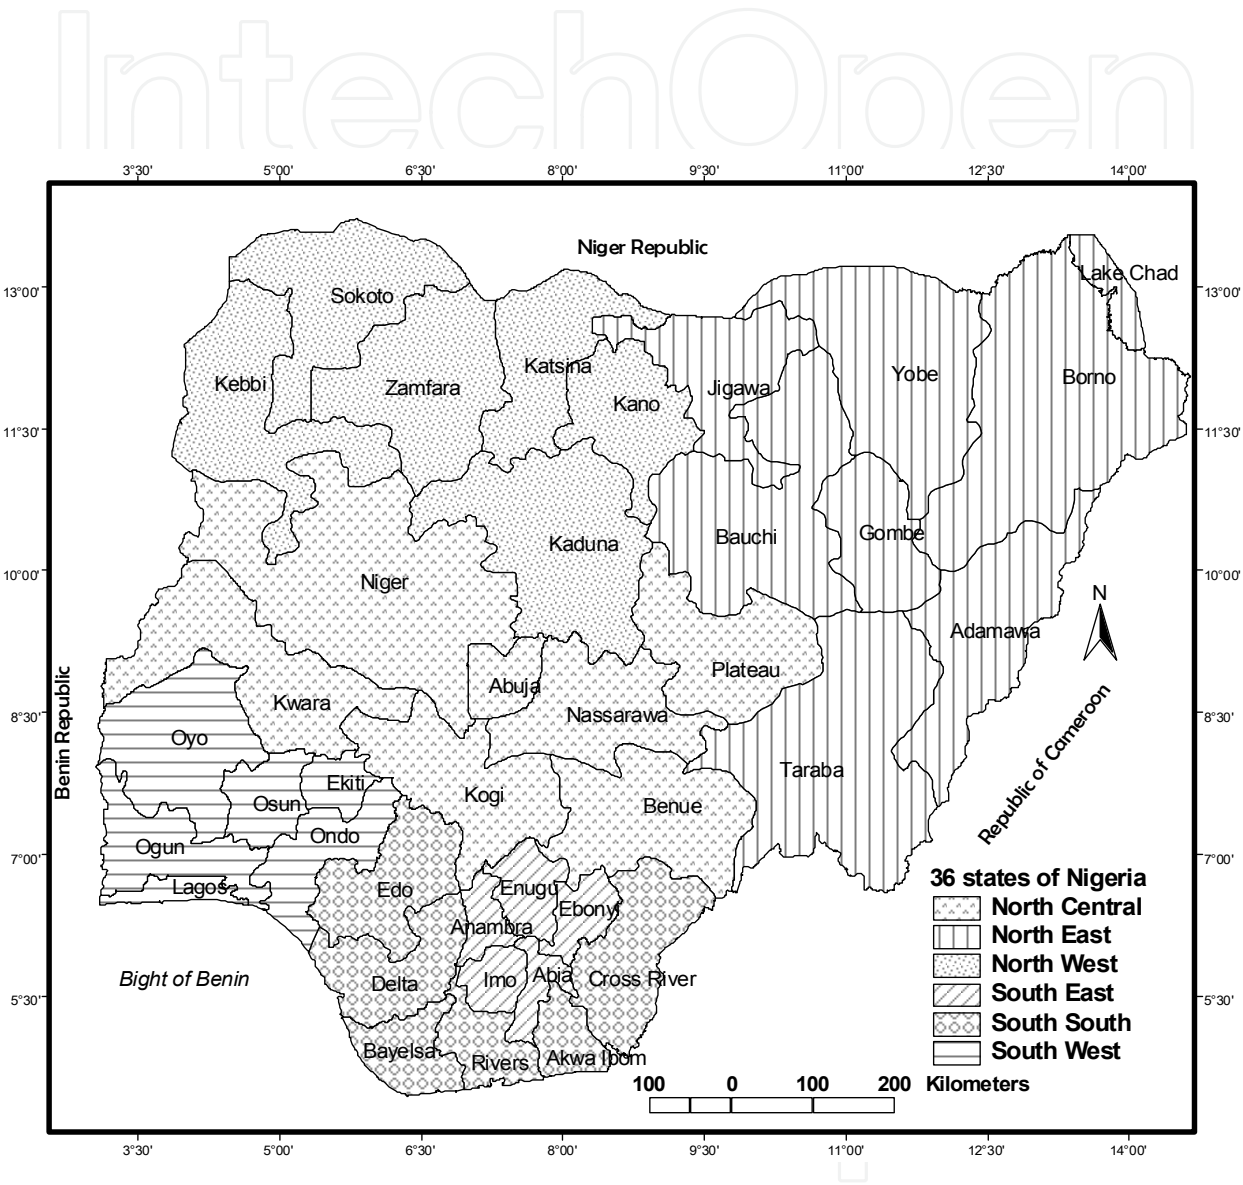 IntechOpen
3°30' 5°00' 6°30' 8°00' 9°30' 11°00' 12°30' 14°00'
Niger Republic
Lake Chad
13°00' 13°00'
Sokoto
Katsina
Yobe
Borno
Kebbi
Zamfara
Jigawa
Kano
11°30' 11°30'
Bauchi
Gombe
Kaduna
10°00' 10°00'
Niger
N
Adamawa
Plateau
Abuja
Kwara
Nassarawa
8°30' 8°30'
Benin Republic
Oyo
Republic of Cameroon
Taraba
Ekiti
Kogi
Osun
Benue
Ondo
Ogun
7°00' 7°00'
Lagos
Edo
Enugu
Ebony
Anambra
Bight of Benin
Delta
Imo
Abia
Cross River
5°30' 5°30'
Bayelsa
Rivers
Akwa Ibom
36 states of Nigeria
North Central
North East
North West
South East
South South
South West
100 0 100 200 Kilometers
3°30' 5°00' 6°30' 8°00' 9°30' 11°00' 12°30' 14°00'